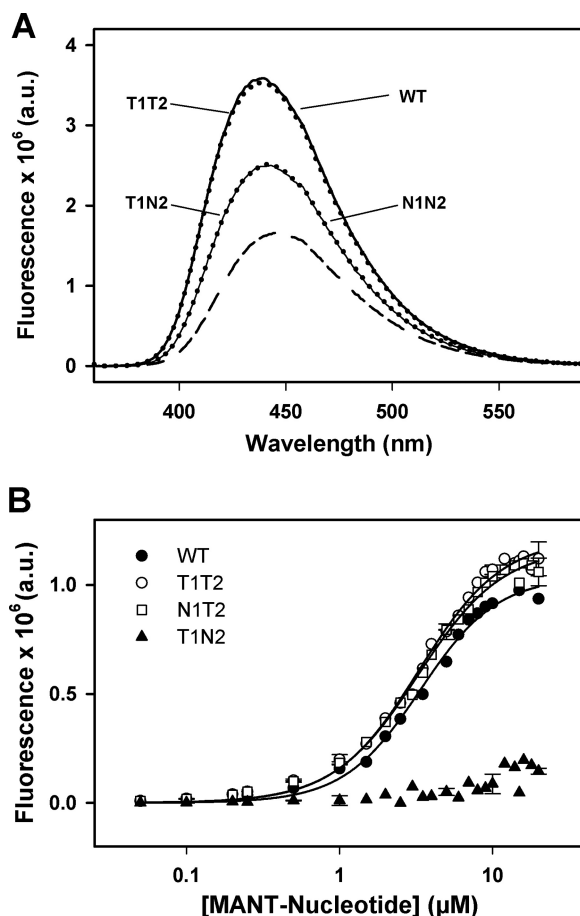 A
Fluorescence x 10⁶ (a.u.)
4
3
2
1
0
T1T2
WT
T1N2
N1N2
400
450
500
550
Wavelength (nm)
B
Fluorescence x 10⁶ (a.u.)
WT
T1T2
N1T2
T1N2
1.0
0.5
0.0
0.1
1
10
[MANT-Nucleotide] (µM)